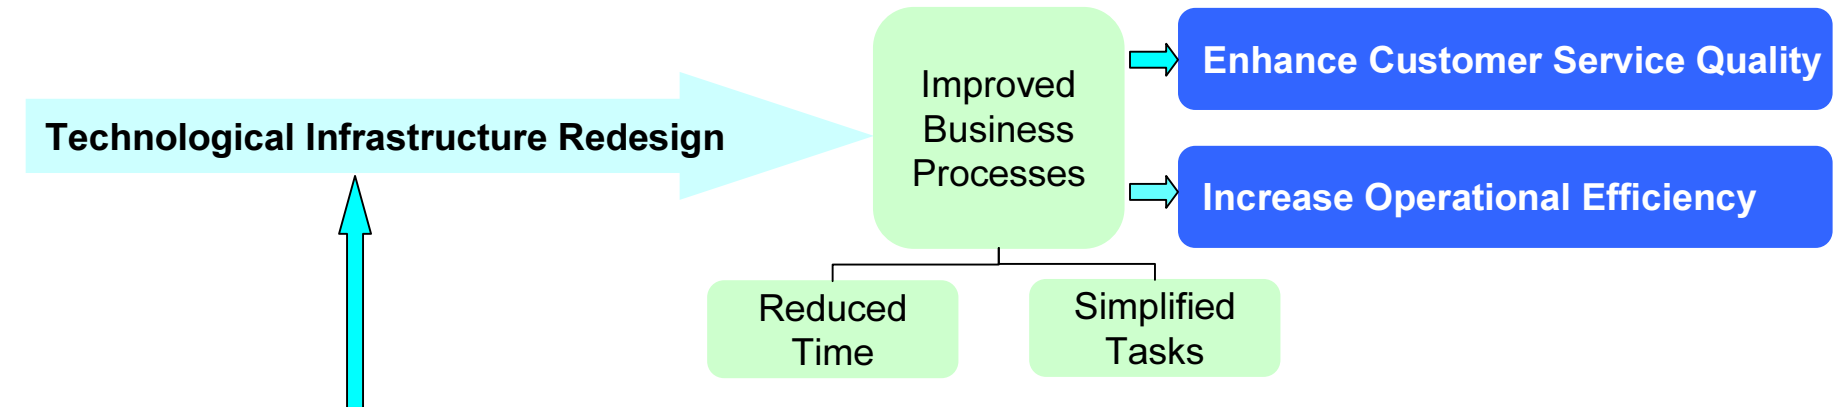 Technological Infrastructure Redesign
Improved
Business
Processes
Enhance Customer Service Quality
Increase Operational Efficiency
Reduced
Time
Simplified
Tasks